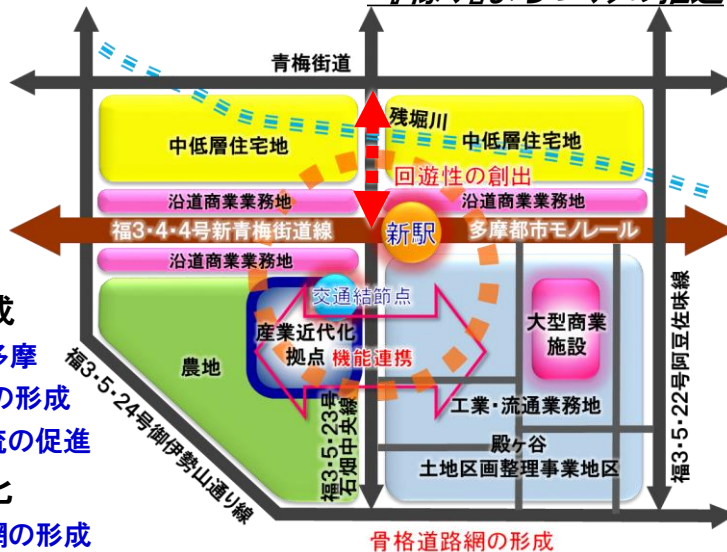 青梅街道
残堀川
中低層住宅地
中低層住宅地
回遊性の創出
沿道商業業務地
沿道商業業務地
福3・4・4号新青梅街道線
新駅
多摩都市モノレール
沿道商業業務地
交通結節点
産業近代化
拠点
機能連携
大型商業
施設
農地
工業・流通業務地
殿ヶ谷
土地区画整理事業地区
福3・5・24号御伊勢山通り線
福3・5・23号
石畑中央線
福3・5・22号阿豆佐味線
骨格道路網の形成
成
多摩
の形成
流の促進
化
網の形成